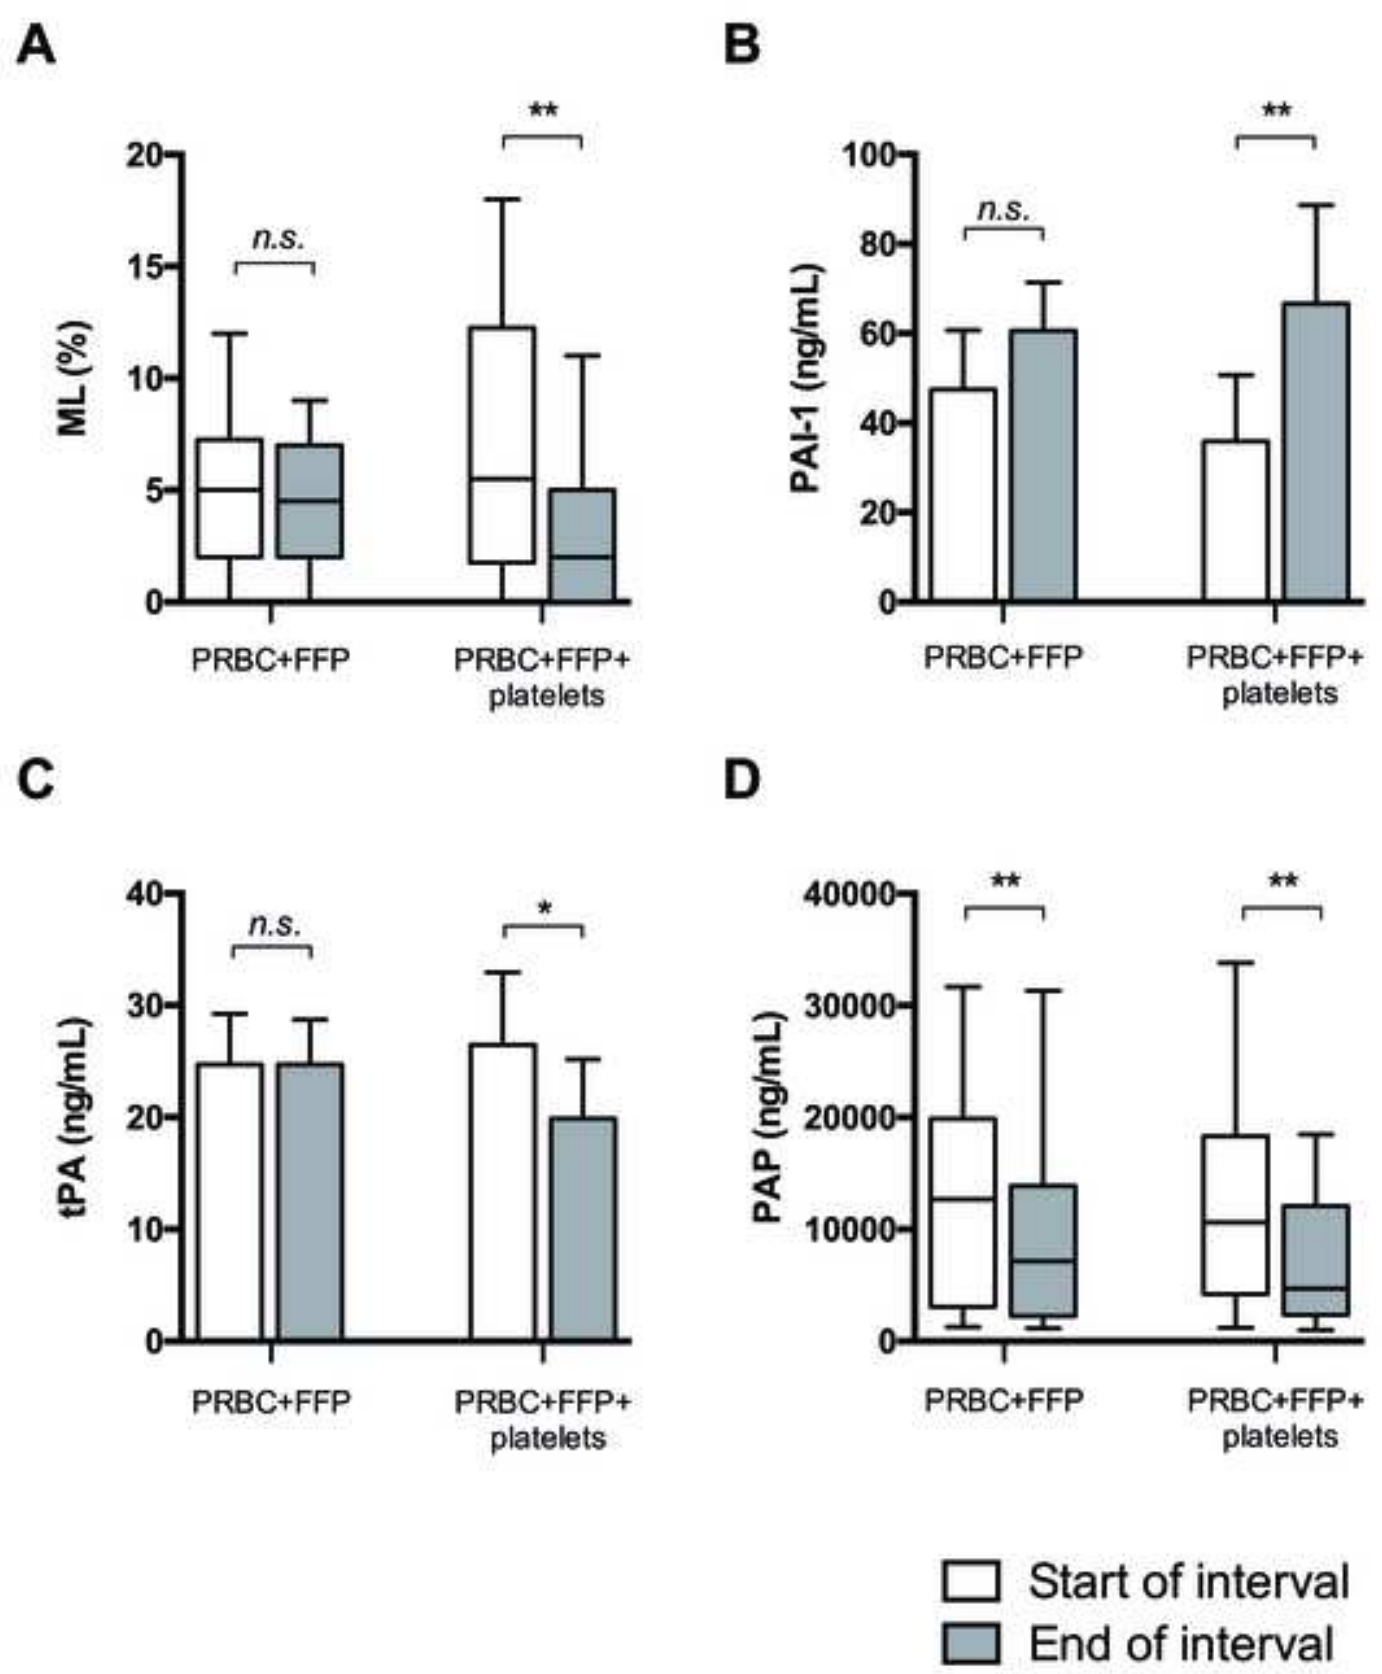 A
**
n.s.
20
15
10
5
0
ML (%)
PRBC+FFP
PRBC+FFP+
platelets
B
**
n.s.
100
80
60
40
20
0
PAI-1 (ng/mL)
PRBC+FFP
PRBC+FFP+
platelets
C
n.s.
*
40
30
20
10
0
tPA (ng/mL)
PRBC+FFP
PRBC+FFP+
platelets
D
**
**
40000
30000
20000
10000
0
PAP (ng/mL)
PRBC+FFP
PRBC+FFP+
platelets
Start of interval
End of interval